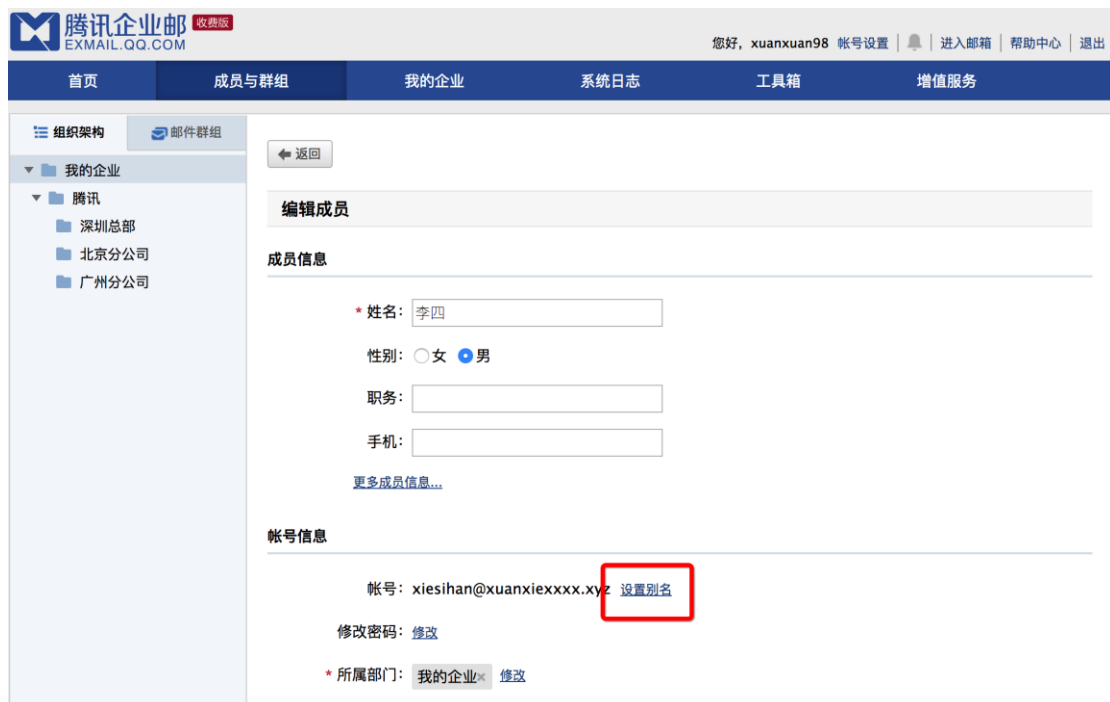 腾讯企业邮 收费版
EXMAIL.QQ.COM
您好，xuanxuan98 帐号设置 | | 进入邮箱 | 帮助中心 | 退出
首页 成员与群组 我的企业 系统日志 工具箱 增值服务
组织架构 邮件群组
我的企业
腾讯
深圳总部
北京分公司
广州分公司
返回
编辑成员
成员信息
* 姓名： 李四
性别： 女 男
职务：
手机：
更多成员信息...
帐号信息
帐号： xiesihan@xuanxiexxxx.xyz 设置别名
修改密码： 修改
* 所属部门： 我的企业× 修改